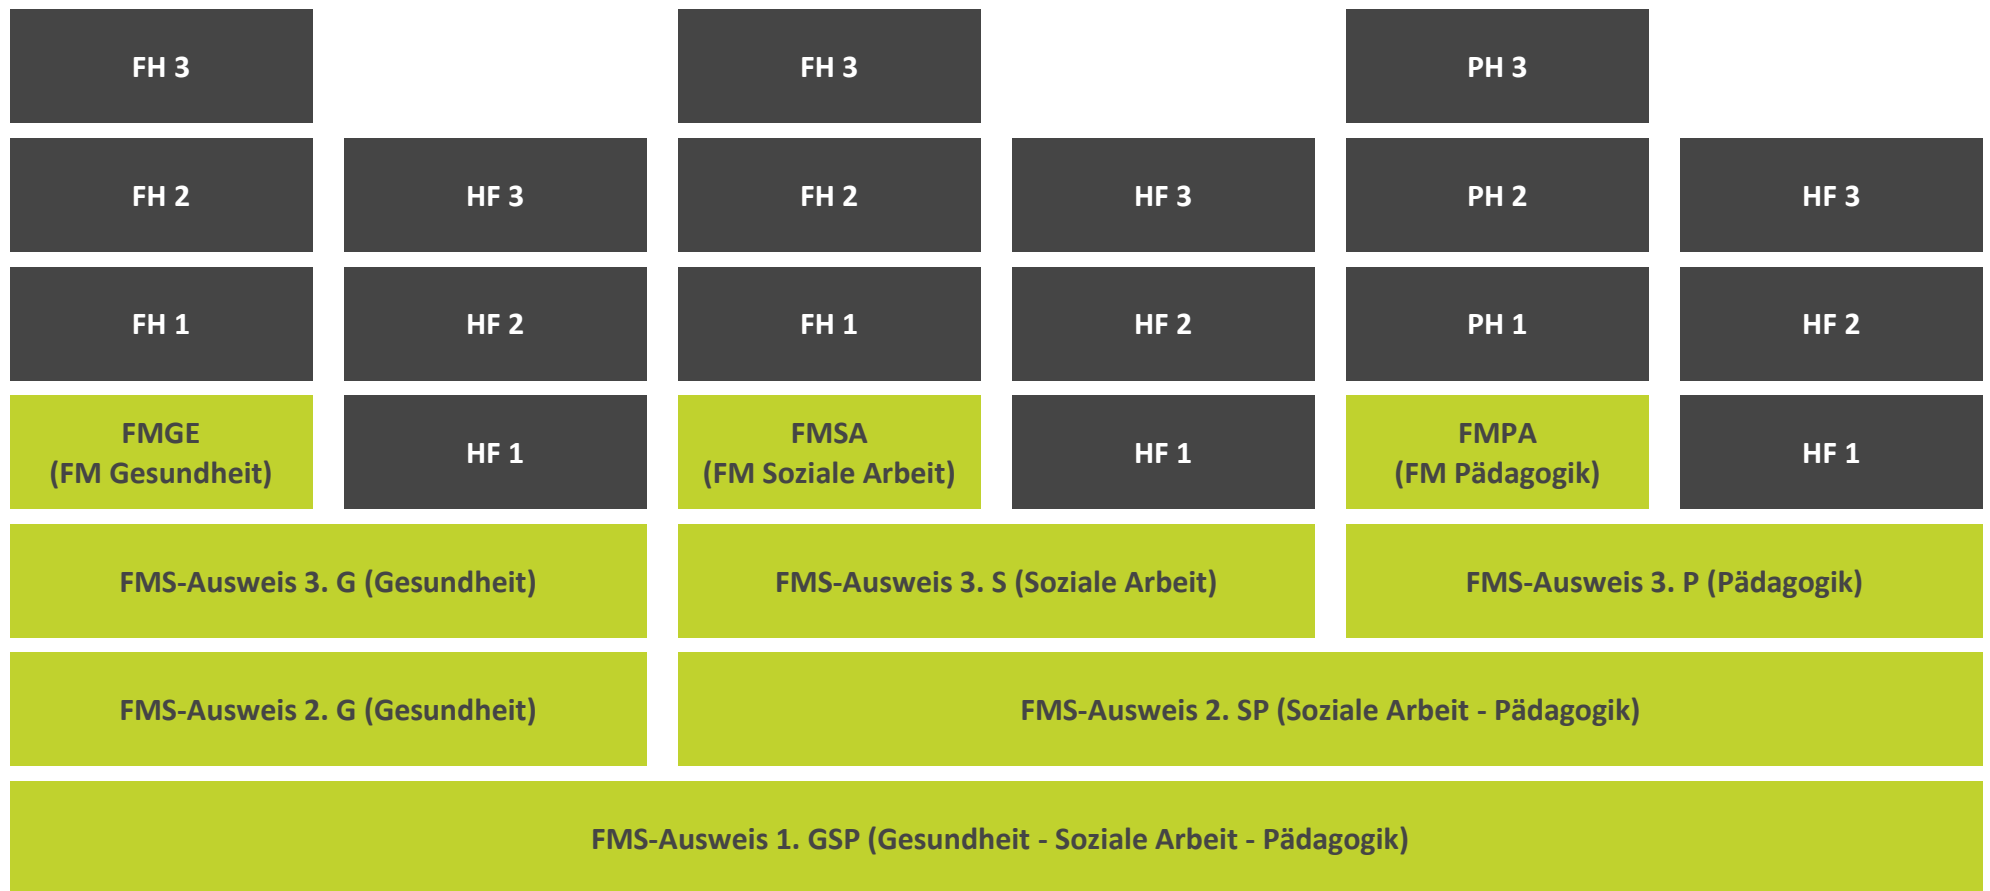 FH 3
FH 3
PH 3
FH 2
HF 3
FH 2
HF 3
PH 2
HF 3
FH 1
HF 2
FH 1
HF 2
PH 1
HF 2
FMGE
(FM Gesundheit)
HF 1
FMSA
(FM Soziale Arbeit)
HF 1
FMPA
(FM Pädagogik)
HF 1
FMS-Ausweis 3. G (Gesundheit)
FMS-Ausweis 3. S (Soziale Arbeit)
FMS-Ausweis 3. P (Pädagogik)
FMS-Ausweis 2. G (Gesundheit)
FMS-Ausweis 2. SP (Soziale Arbeit - Pädagogik)
FMS-Ausweis 1. GSP (Gesundheit - Soziale Arbeit - Pädagogik)